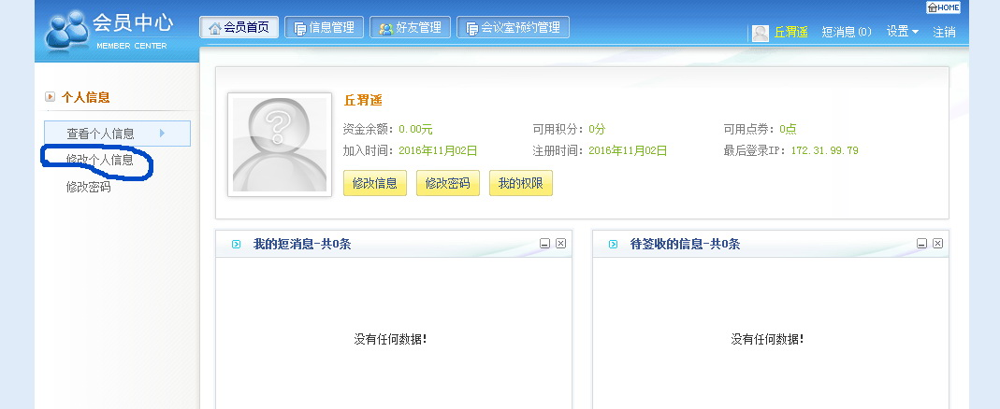 HOME
会员中心
MEMBER CENTER
会员首页 信息管理 好友管理 会议室预约管理
丘渭遥 短消息(0) 设置 注销
个人信息
查看个人信息
修改个人信息
修改密码
丘渭遥
资金余额：0.00元 可用积分：0分 可用点券：0点
加入时间：2016年11月02日 注册时间：2016年11月02日 最后登录IP：172.31.99.79
修改信息 修改密码 我的权限
我的短消息-共0条
没有任何数据！
待签收的信息-共0条
没有任何数据！